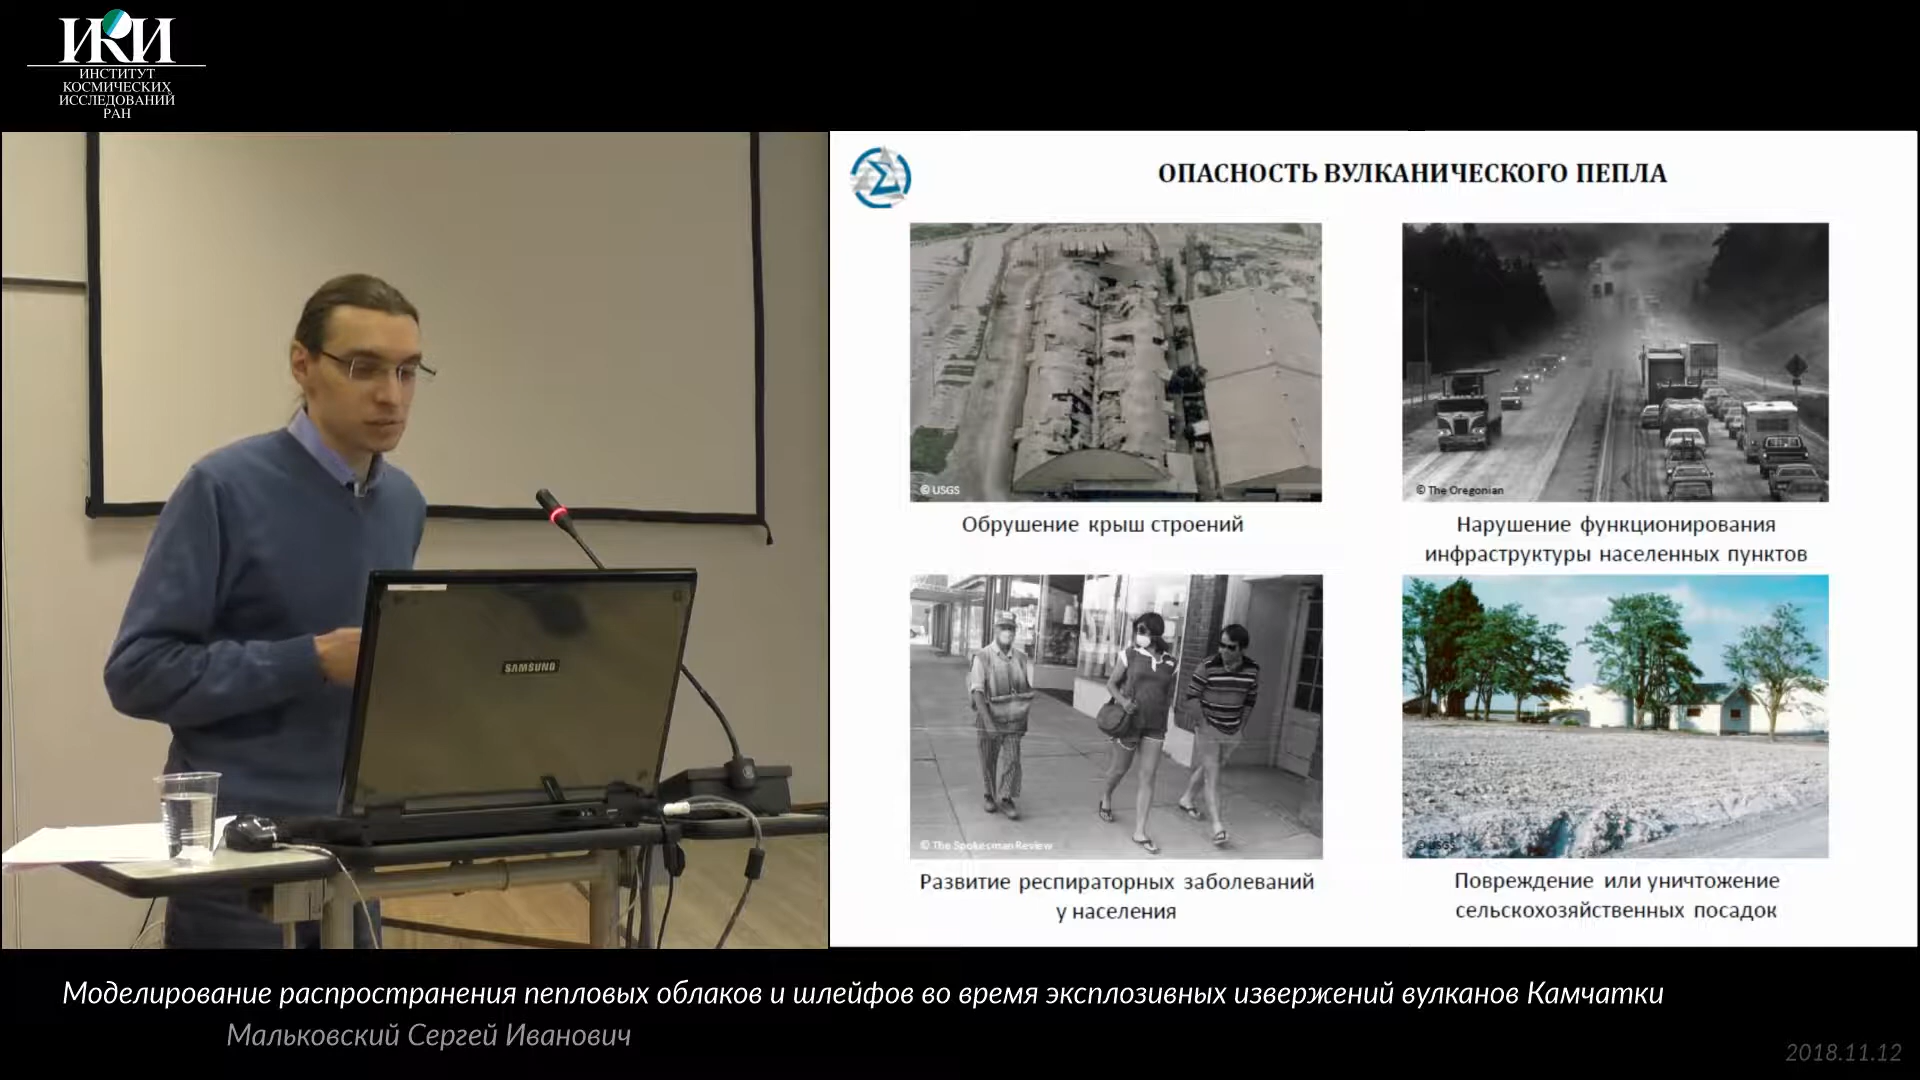 ИКИ
ИНСТИТУТ
КОСМИЧЕСКИХ
ИССЛЕДОВАНИЙ
РАН
ОПАСНОСТЬ ВУЛКАНИЧЕСКОГО ПЕПЛА
© USGS
© The Oregonian
Обрушение крыш строений
Нарушение функционирования
инфраструктуры населенных пунктов
SAMSUNG
© The Spokesman Review
© USGS
Развитие респираторных заболеваний
у населения
Повреждение или уничтожение
сельскохозяйственных посадок
Моделирование распространения пепловых облаков и шлейфов во время эксплозивных извержений вулканов Камчатки
Мальковский Сергей Иванович
2018.11.12